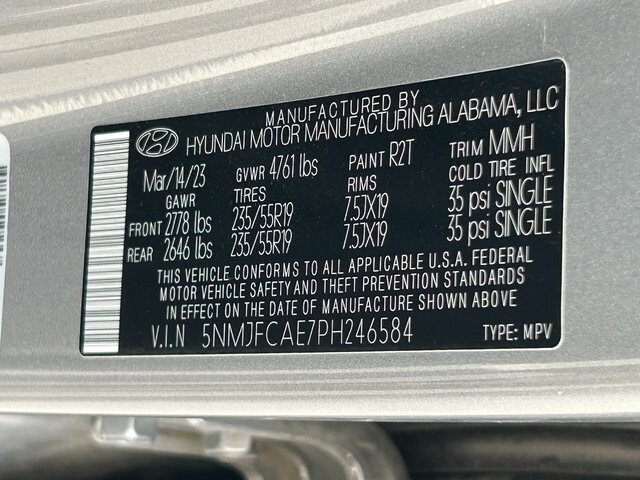 MANUFACTURED BY
HYUNDAI MOTOR MANUFACTURING ALABAMA, LLC
Mar/14/23 GVWR 4761 lbs PAINT R2T TRIM MMH
GAWR TIRES RIMS COLD TIRE INFL
FRONT 2778 lbs 235/55R19 7.5JX19 35 psi SINGLE
REAR 2646 lbs 235/55R19 7.5JX19 35 psi SINGLE
THIS VEHICLE CONFORMS TO ALL APPLICABLE U.S.A. FEDERAL
MOTOR VEHICLE SAFETY AND THEFT PREVENTION STANDARDS
IN EFFECT ON THE DATE OF MANUFACTURE SHOWN ABOVE
V.I.N 5NMJFCAE7PH246584 TYPE: MPV